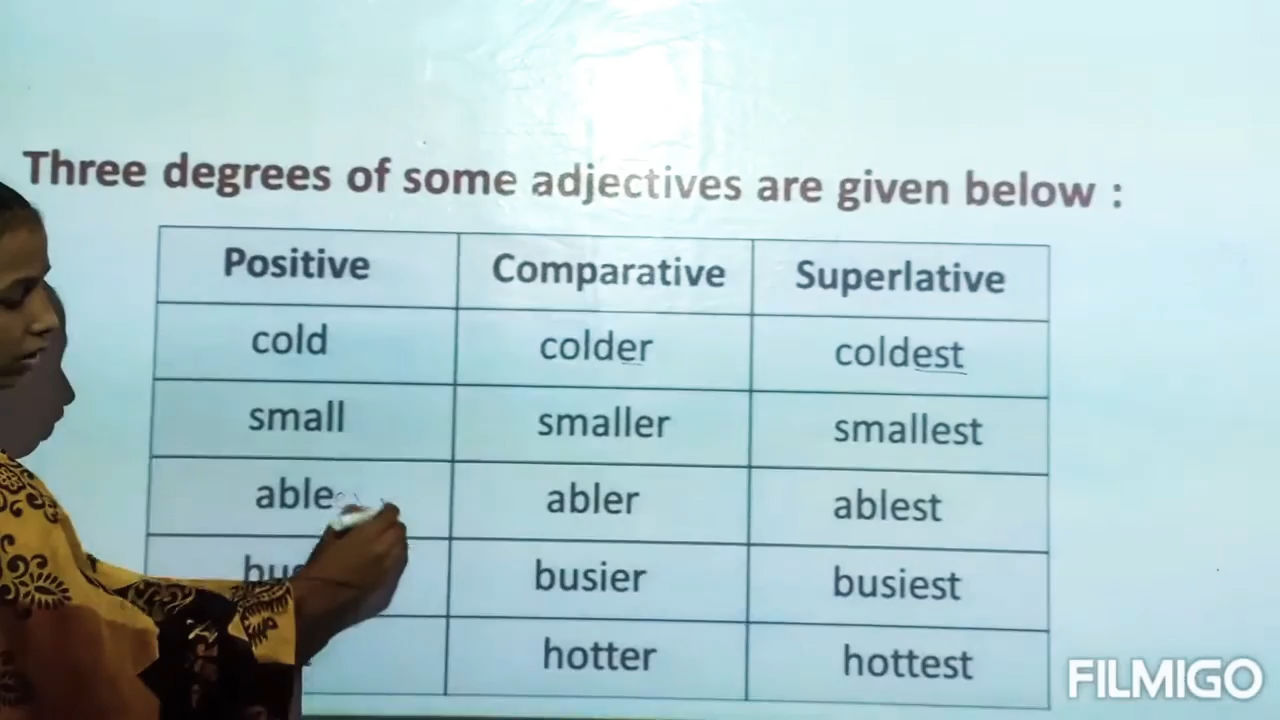 Three degrees of some adjectives are given below :
Positive Comparative Superlative
cold colder coldest
small smaller smallest
able abler ablest
busier busiest
hotter hottest
FILMIGO